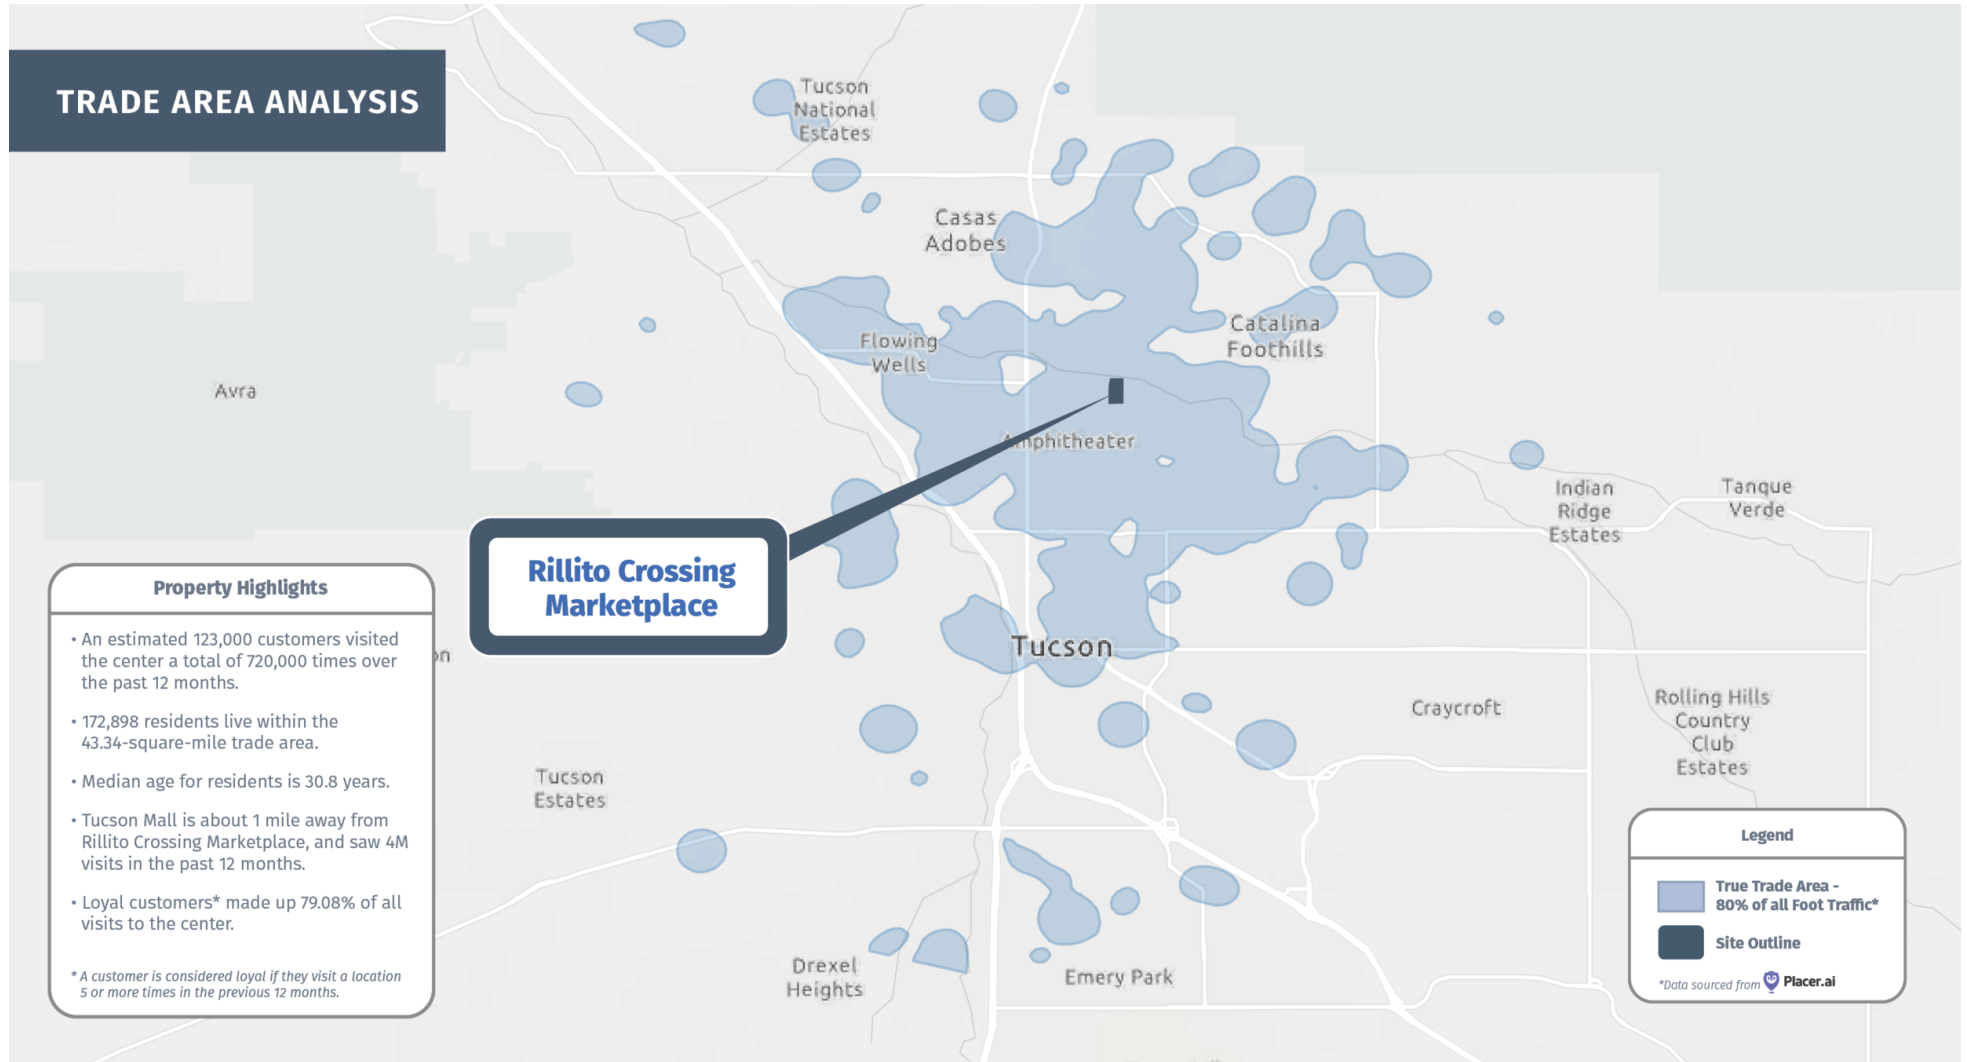 TRADE AREA ANALYSIS
Tucson
National
Estates
Casas
Adobes
Flowing
Wells
Catalina
Foothills
Avra
Amphitheater
Indian
Ridge
Estates
Tanque
Verde
Rillito Crossing
Marketplace
Tucson
Craycroft
Rolling Hills
Country
Club
Estates
Tucson
Estates
Drexel
Heights
Emery Park
on
Property Highlights
• An estimated 123,000 customers visited
the center a total of 720,000 times over
the past 12 months.
• 172,898 residents live within the
43.34-square-mile trade area.
• Median age for residents is 30.8 years.
• Tucson Mall is about 1 mile away from
Rillito Crossing Marketplace, and saw 4M
visits in the past 12 months.
• Loyal customers* made up 79.08% of all
visits to the center.
* A customer is considered loyal if they visit a location
5 or more times in the previous 12 months.
Legend
True Trade Area -
80% of all Foot Traffic*
Site Outline
*Data sourced from Placer.ai